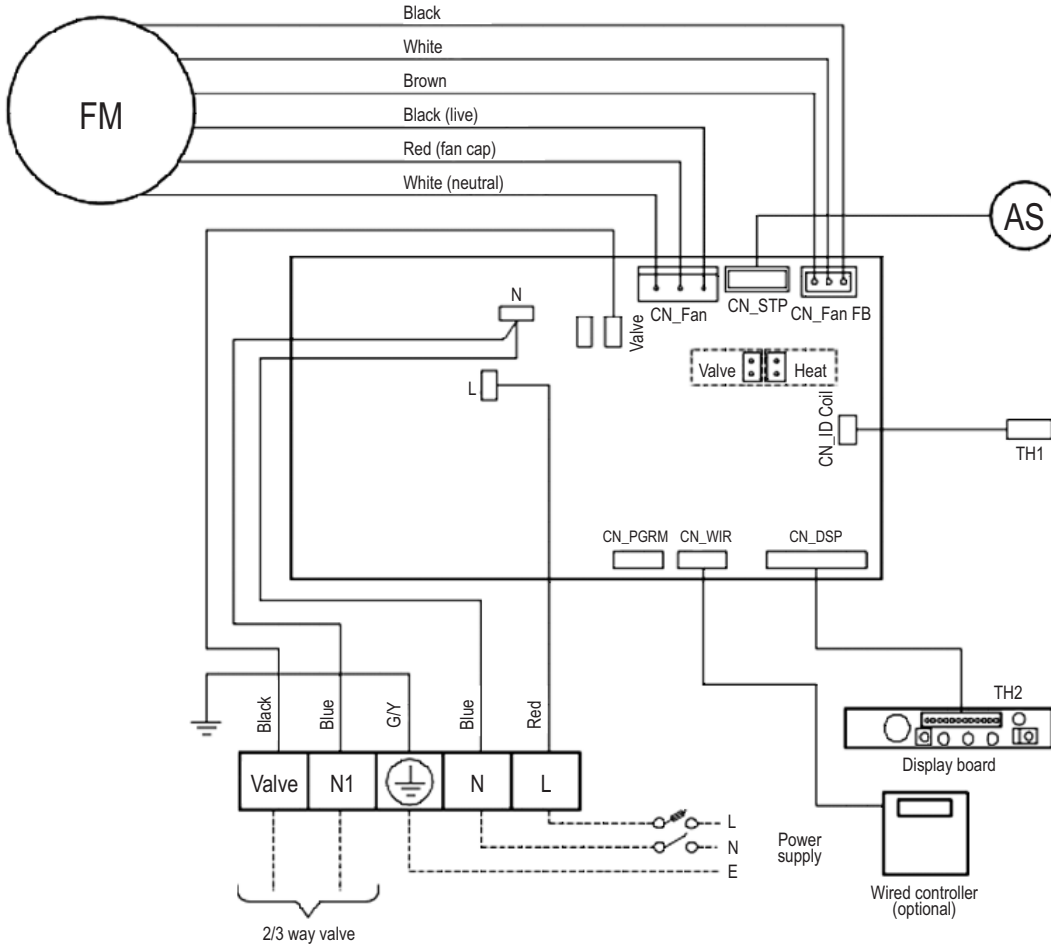 Black
White
Brown
Black (live)
Red (fan cap)
White (neutral)
FM
AS
N
Valve
CN_Fan
CN_STP
CN_Fan FB
Valve
Heat
L
CN_ID Coil
TH1
CN_PGRM
CN_WIR
CN_DSP
TH2
Display board
Black
Blue
G/Y
Blue
Red
Valve
N1
N
L
L
N
E
Power
supply
Wired controller
(optional)
2/3 way valve